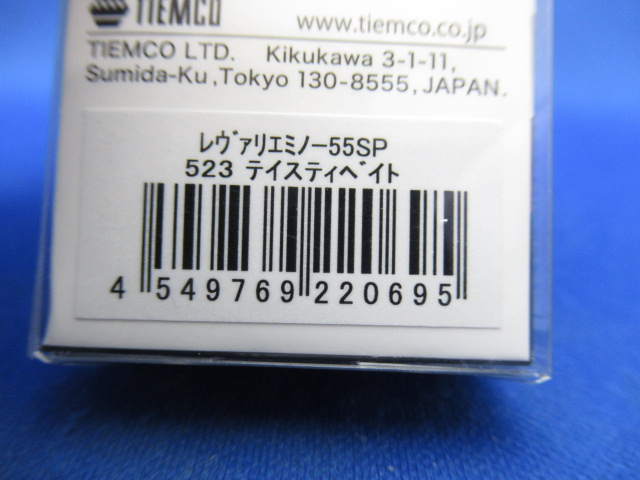 TIEMCO
www.tiemco.co.jp
TIEMCO LTD. Kikukawa 3-1-11,
Sumida-Ku, Tokyo 130-8555, JAPAN.
レヴァリエミノー55SP
523 テイスティベイト
4 549769 220695